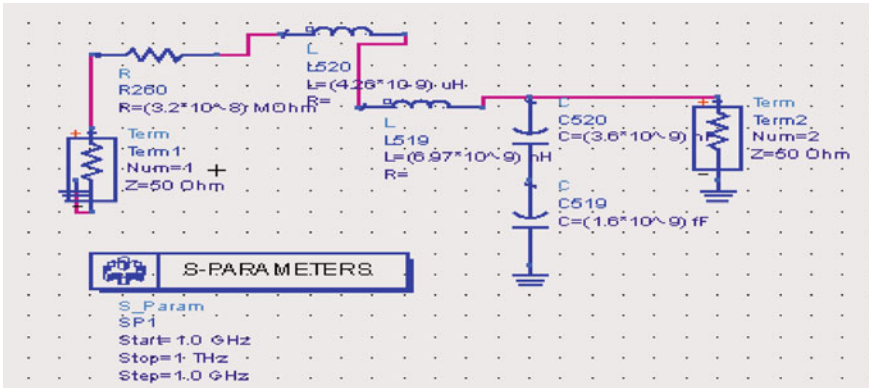 R
R260
R=(3.2*10^-8) MOhm
L
L520
L=(4.26*10-9) uH
R=
L
L519
L=(6.97*10^-9) nH
R=
C
C520
C=(3.6*10^-9)
C
C519
C=(1.6*10^-9) fF
+
Term
Term1
Num=1
Z=50 Ohm
-
+
Term
Term2
Num=2
Z=50 Ohm
-
S-PARAMETERS
S_Param
SP1
Start=1.0 GHz
Stop=1 THz
Step=1.0 GHz